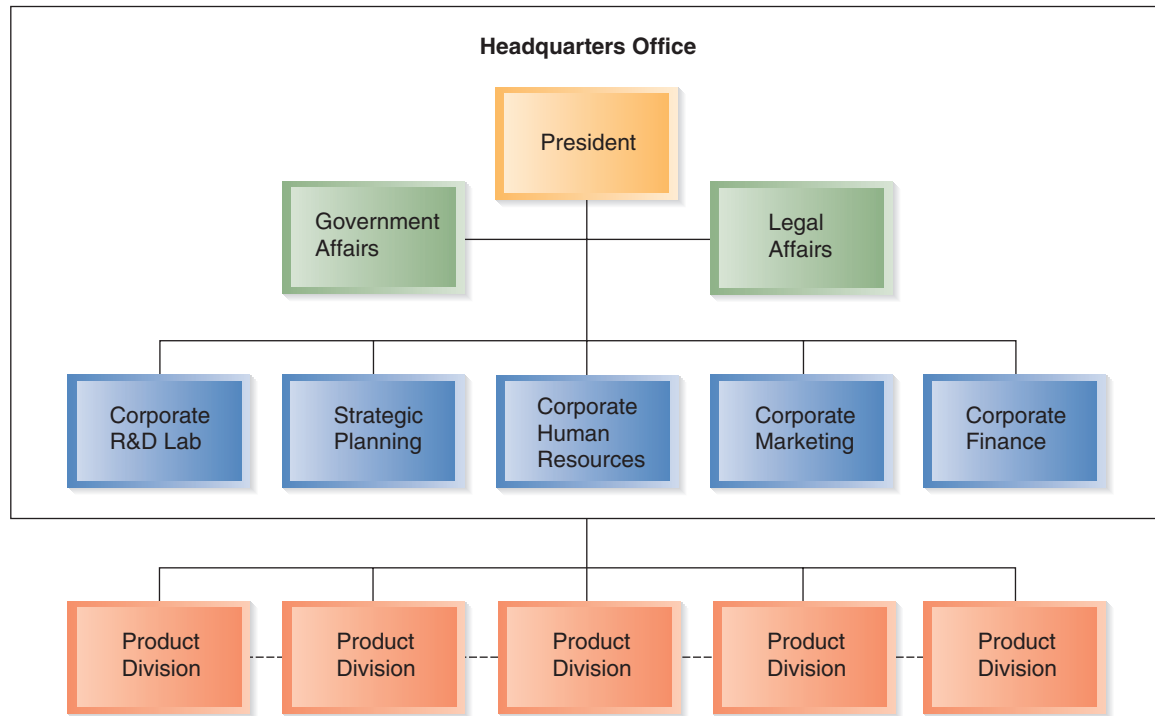 Headquarters Office
President
Government
Affairs
Legal
Affairs
Corporate
R&D Lab
Strategic
Planning
Corporate
Human
Resources
Corporate
Marketing
Corporate
Finance
Product
Division
Product
Division
Product
Division
Product
Division
Product
Division